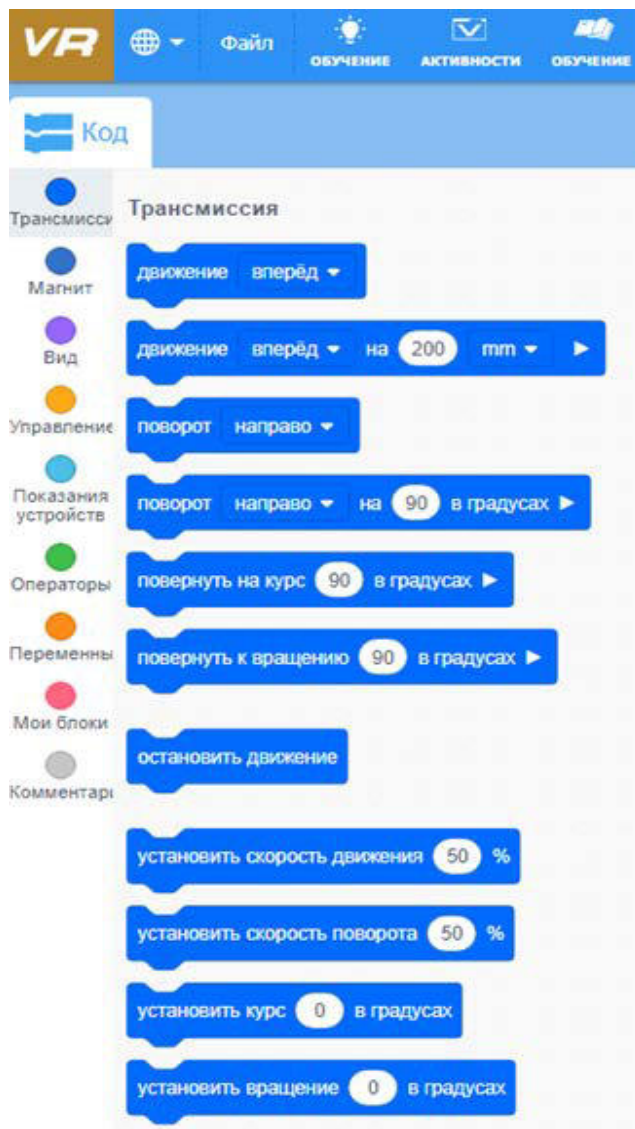 VR Файл ОБУЧЕНИЕ АКТИВНОСТИ ОБУЧЕНИЕ
Код
Трансмисси
Магнит
Вид
Управление
Показания
устройств
Операторы
Переменны
Мои блоки
Комментари
Трансмиссия
движение вперёд
движение вперёд на 200 mm
поворот направо
поворот направо на 90 в градусах
повернуть на курс 90 в градусах
повернуть к вращению 90 в градусах
остановить движение
установить скорость движения 50 %
установить скорость поворота 50 %
установить курс 0 в градусах
установить вращение 0 в градусах